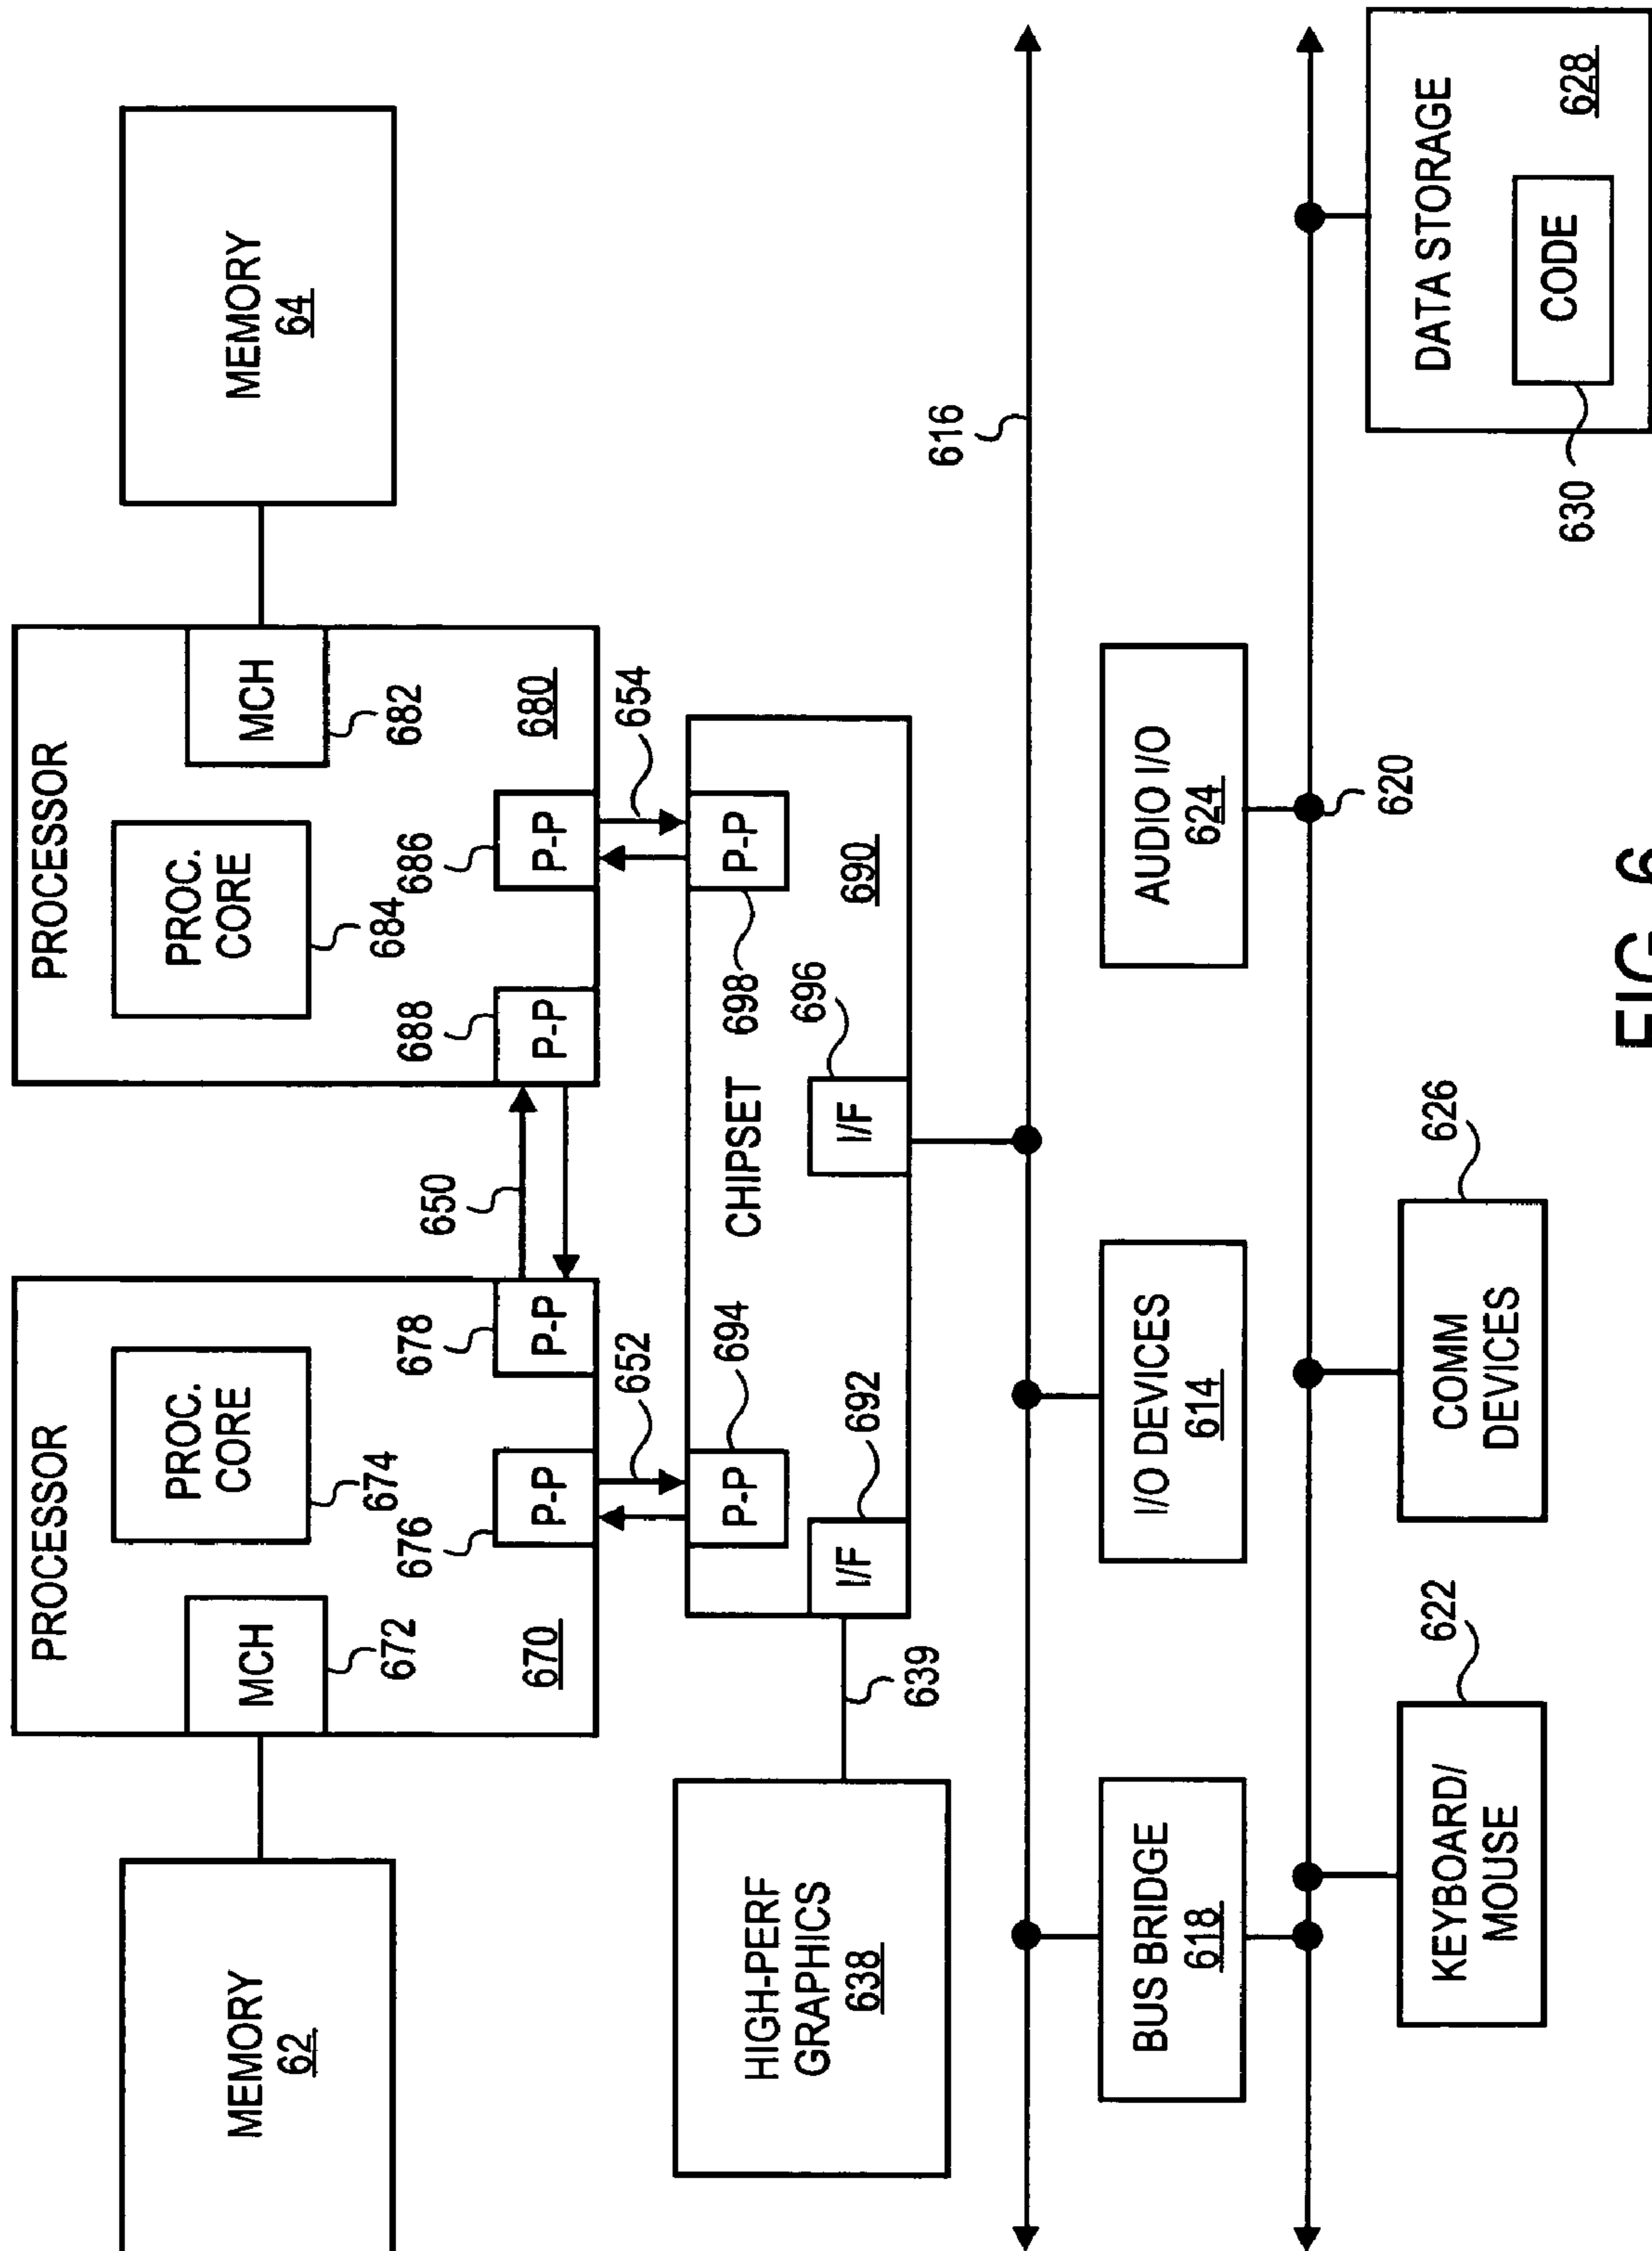 PROCESSOR
PROCESSOR
MEMORY
62
MCH
672
PROC.
CORE
674
670
676
P-P
678
P-P
650
PROC.
CORE
684
688
P-P
686
P-P
MCH
682
680
MEMORY
64
652
654
HIGH-PERF
GRAPHICS
638
639
P-P
694
I/F
692
CHIPSET
P-P
698
I/F
696
690
616
BUS BRIDGE
618
I/O DEVICES
614
AUDIO I/O
624
620
KEYBOARD/
MOUSE
622
COMM
DEVICES
626
DATA STORAGE
628
CODE
630